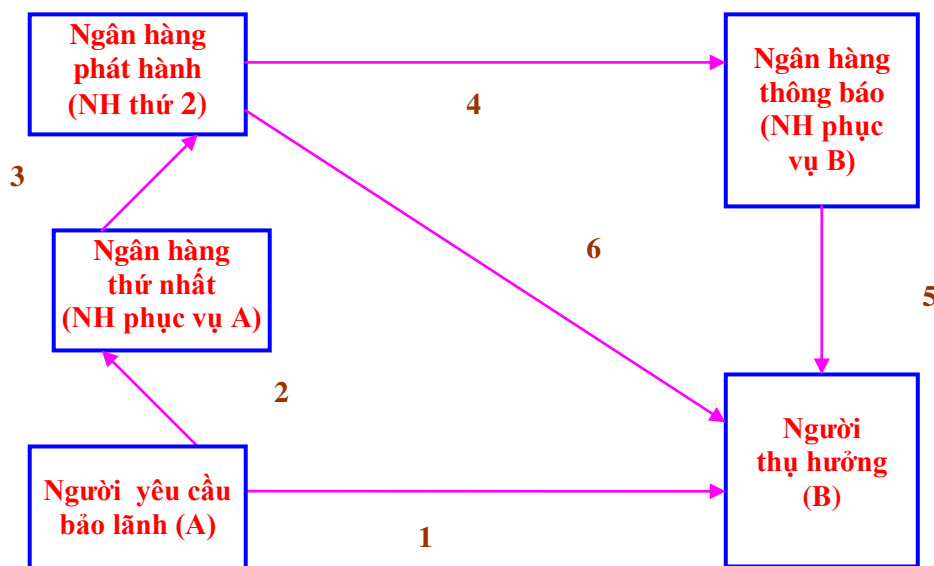 Ngân hàng
phát hành
(NH thứ 2)
4
Ngân hàng
thông báo
(NH phục
vụ B)
3
Ngân hàng
thứ nhất
(NH phục vụ A)
6
5
2
Người yêu cầu
bảo lãnh (A)
1
Người
thụ hưởng
(B)